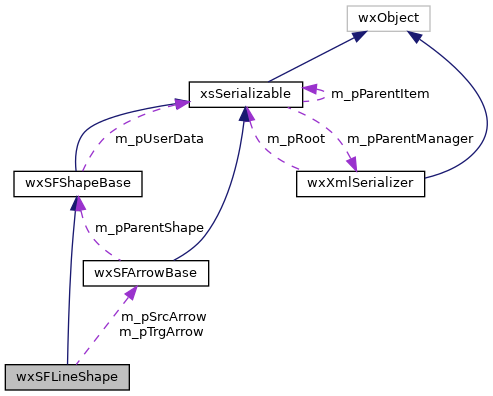 wxObject
xsSerializable
m_pParentItem
m_pUserData
m_pRoot
m_pParentManager
wxSFShapeBase
wxXmlSerializer
m_pParentShape
wxSFArrowBase
m_pSrcArrow
m_pTrgArrow
wxSFLineShape